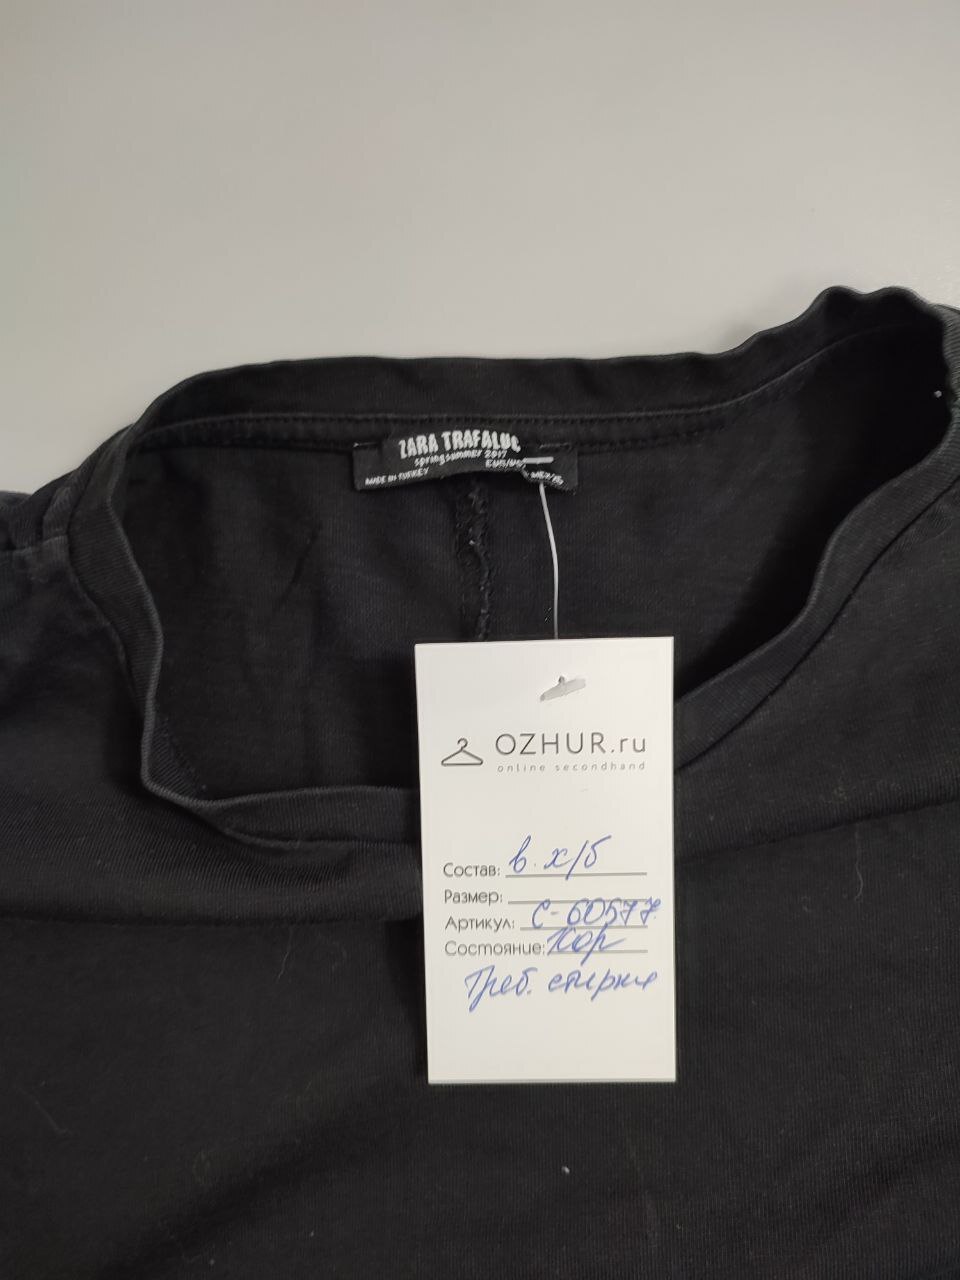 ZARA TRAFALUC
spring summer 2017
MADE IN TURKEY
OZHUR.ru
online secondhand
Состав: в. х/б
Размер:
Артикул: С-60577
Состояние: Хор
Треб. стирки